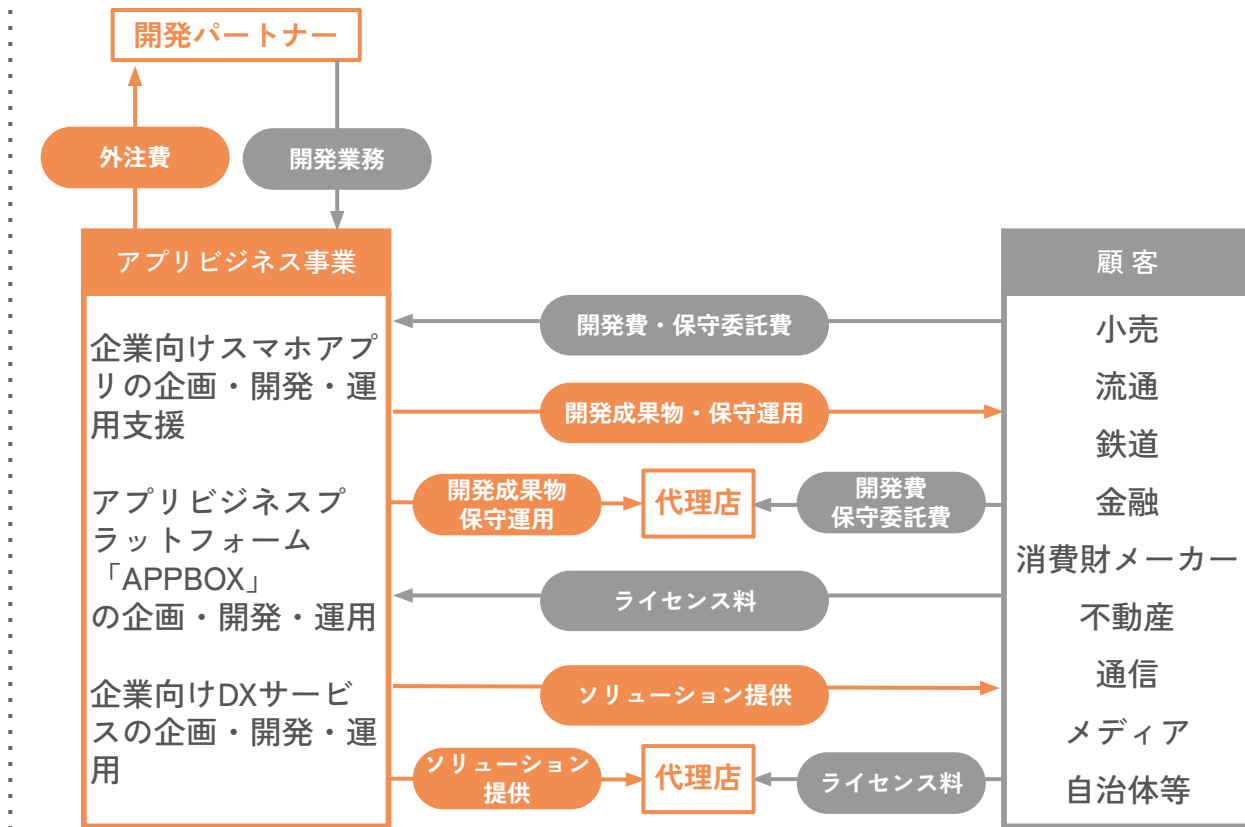 開発パートナー
外注費
開発業務
アプリビジネス事業
企業向けスマホアプ
リの企画・開発・運
用支援
アプリビジネスプ
ラットフォーム
「APPBOX」
の企画・開発・運用
企業向けDXサービ
スの企画・開発・運
用
開発費・保守委託費
開発成果物・保守運用
開発成果物
保守運用
代理店
開発費
保守委託費
ライセンス料
ソリューション提供
ソリューション
提供
代理店
ライセンス料
顧 客
小売
流通
鉄道
金融
消費財メーカー
不動産
通信
メディア
自治体等